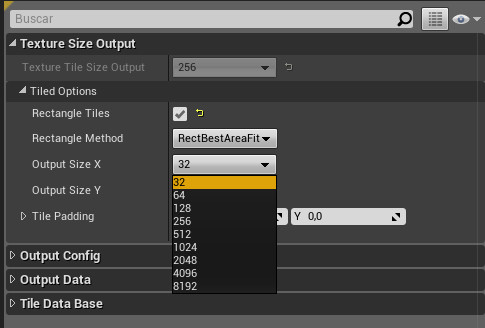 Buscar
Texture Size Output
Texture Tile Size Output 256
Tiled Options
Rectangle Tiles
Rectangle Method RectBestAreaFit
Output Size X 32
Output Size Y
32
64
128
256
512
1024
2048
4096
8192
Tile Padding Y 0,0
Output Config
Output Data
Tile Data Base